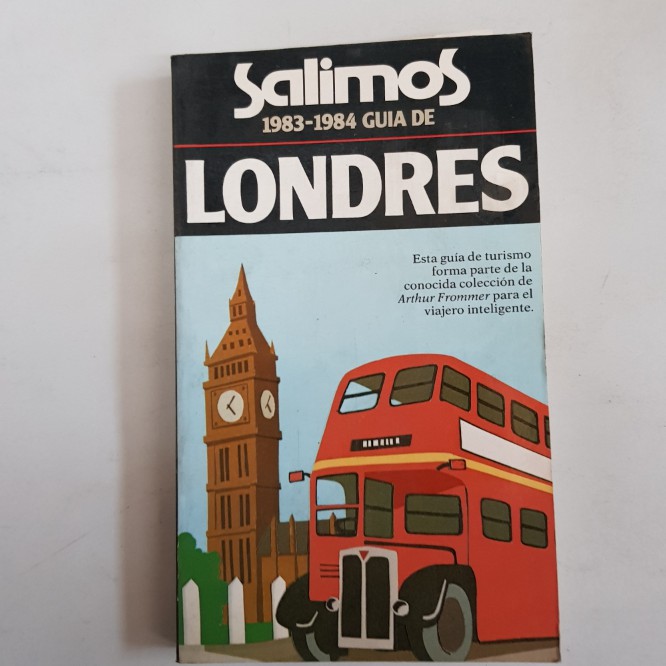 Salimos
1983-1984 GUIA DE
LONDRES
Esta guía de turismo
forma parte de la
conocida colección de
Arthur Frommer para el
viajero inteligente.